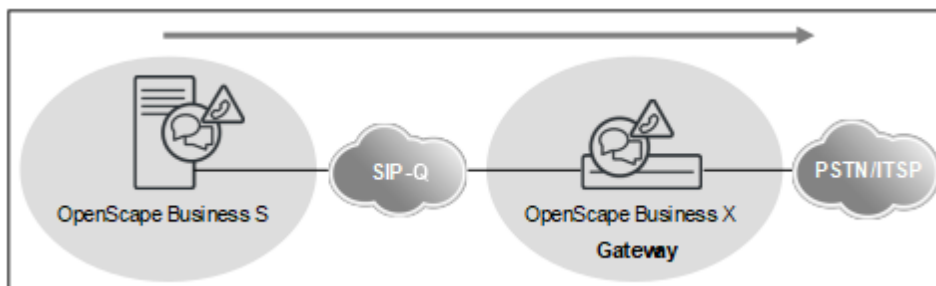 SIP-Q
PSTN/ITSP
OpenScape Business S
OpenScape Business X
Gateway